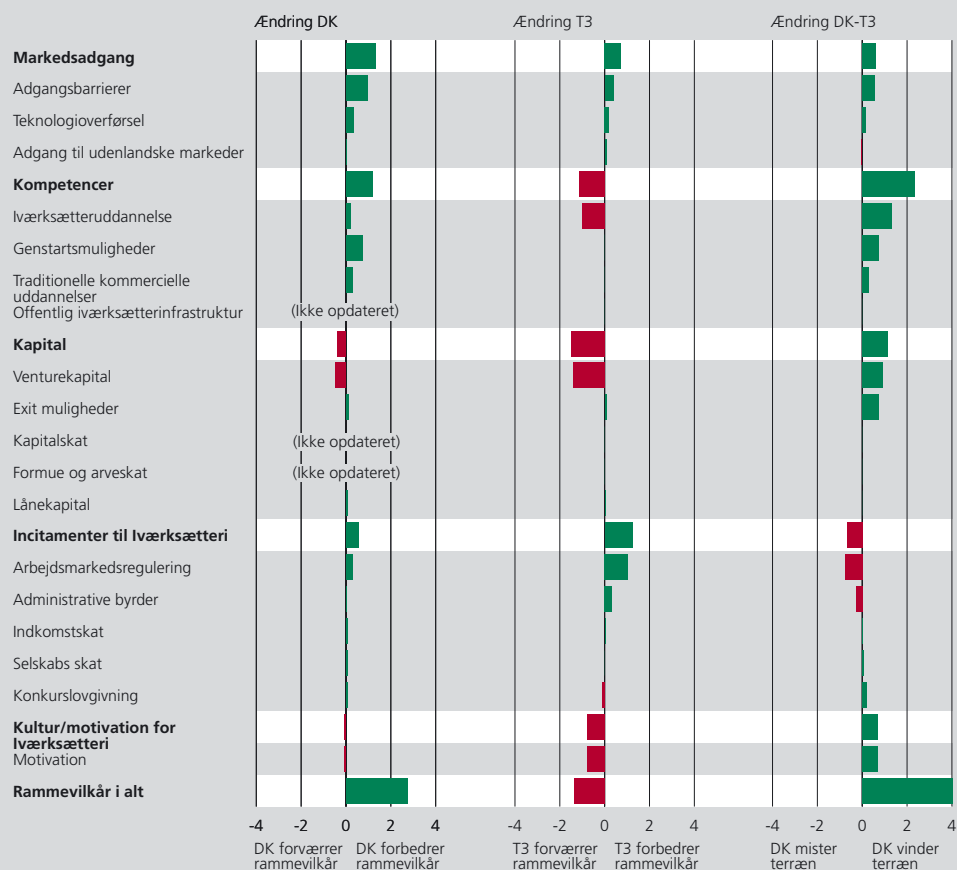 Ændring DK Ændring T3 Ændring DK-T3
Markedsadgang
Adgangsbarrierer
Teknologioverførsel
Adgang til udenlandske markeder
Kompetencer
Iværksætteruddannelse
Genstartsmuligheder
Traditionelle kommercielle
uddannelser
Offentlig iværksætterinfrastruktur (Ikke opdateret)
Kapital
Venturekapital
Exit muligheder
Kapitalskat (Ikke opdateret)
Formue og arveskat (Ikke opdateret)
Lånekapital
Incitamenter til Iværksætteri
Arbejdsmarkedsregulering
Administrative byrder
Indkomstskat
Selskabs skat
Konkurslovgivning
Kultur/motivation for
Iværksætteri
Motivation
Rammevilkår i alt
-4 -2 0 2 4 -4 -2 0 2 4 -4 -2 0 2 4
DK forværrer DK forbedrer T3 forværrer T3 forbedrer DK mister DK vinder
rammevilkår rammevilkår rammevilkår rammevilkår terræn terræn